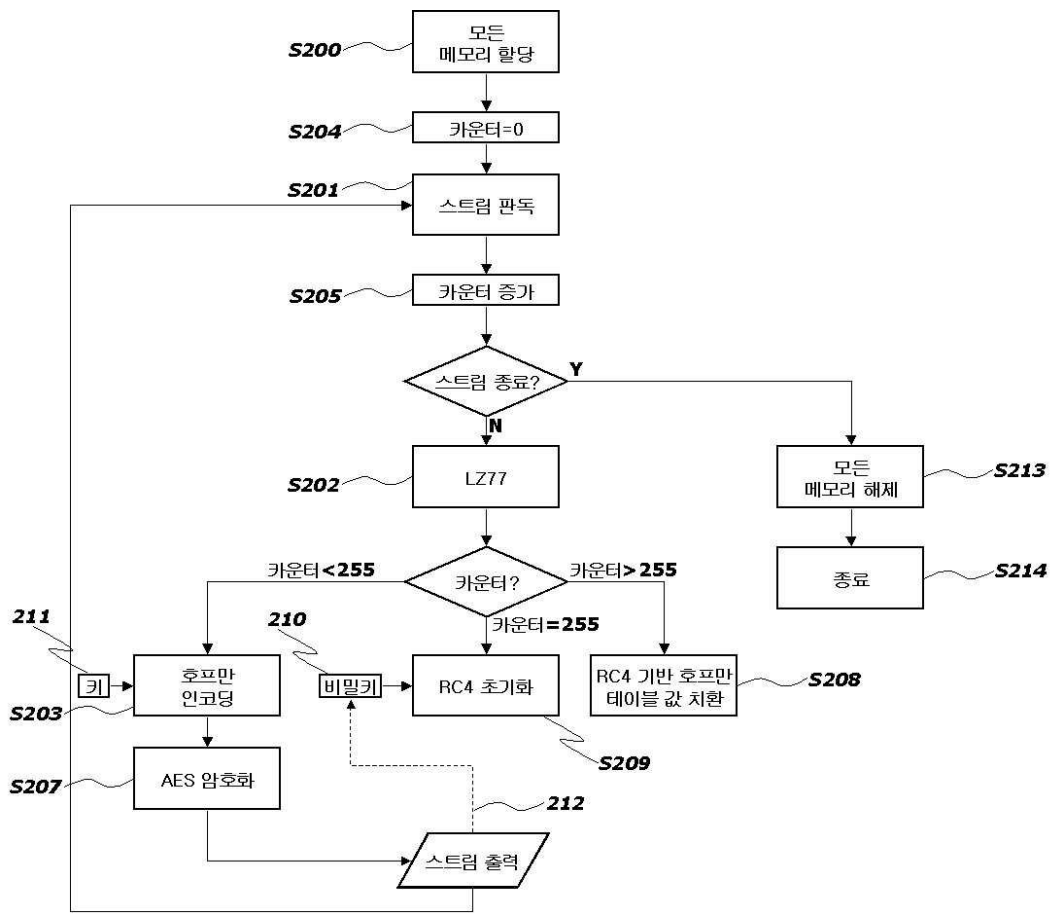 모든
메모리 할당
S200
카운터=0
S204
S201
스트림 판독
카운터 증가
S205
스트림 종료?
Y
N
S202
LZ77
모든
메모리 해제
S213
카운터<255
카운터?
카운터>255
종료
S214
카운터=255
211
210
키
호프만
인코딩
비밀키
RC4 초기화
RC4 기반 호프만
테이블 값 치환
S208
S203
S209
S207
AES 암호화
212
스트림 출력